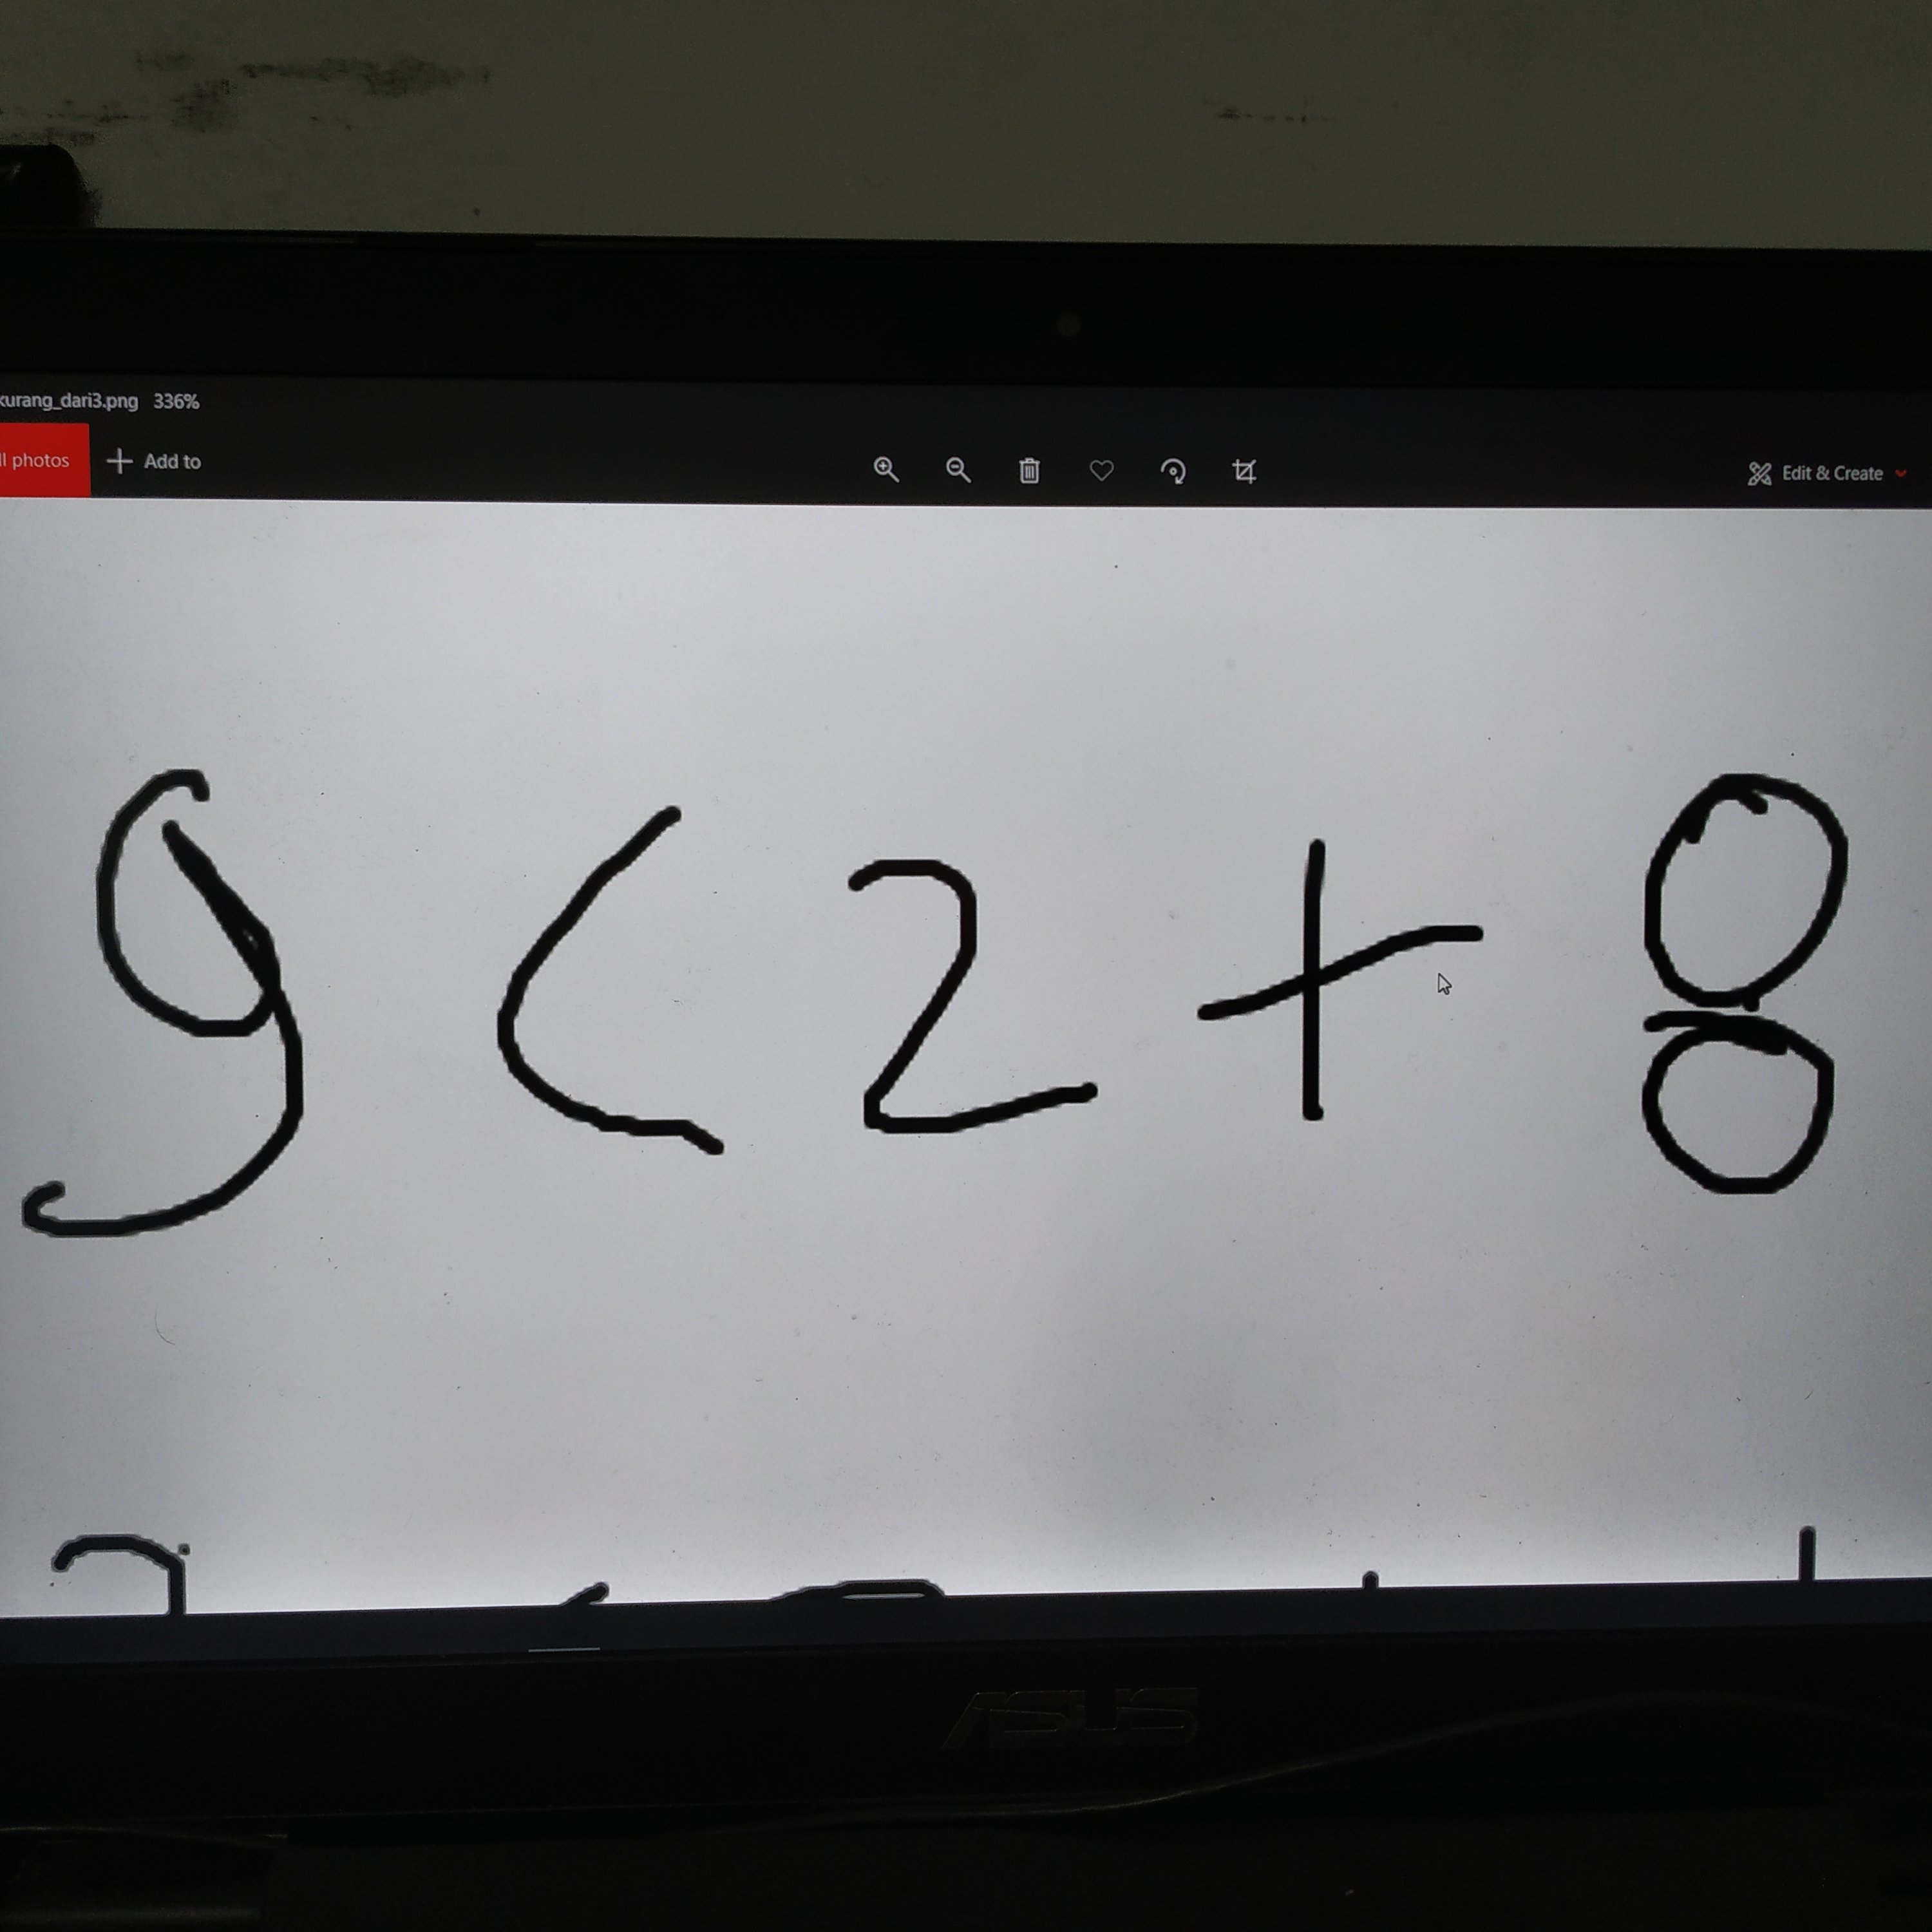 kurang_dari3.png 336%
ll photos + Add to Edit & Create
9 < 2 + 8
ASUS